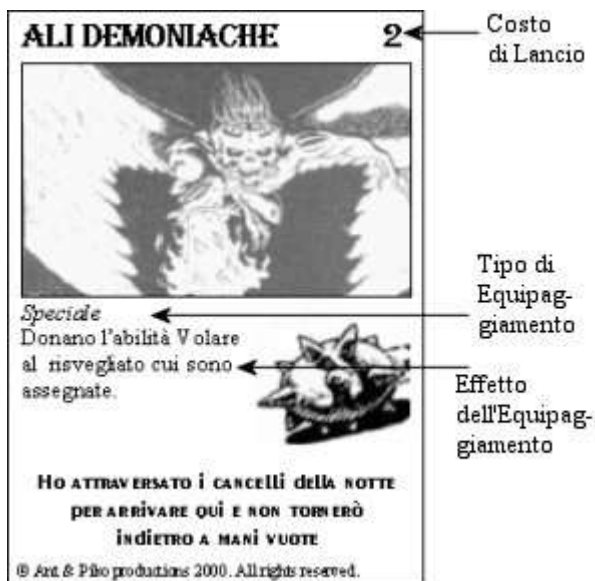 ALI DEMONIACHE 2
Costo
di Lancio
Tipo di
Equipag-
giamento
Speciale
Donano l'abilità Volare
al risvegliato cui sono
assegnate.
Effetto
dell'Equipag-
giamento
Ho attraversato i cancelli della notte
per arrivare qui e non tornerò
indietro a mani vuote
© Ant & Piko productions 2000. All rights reserved.